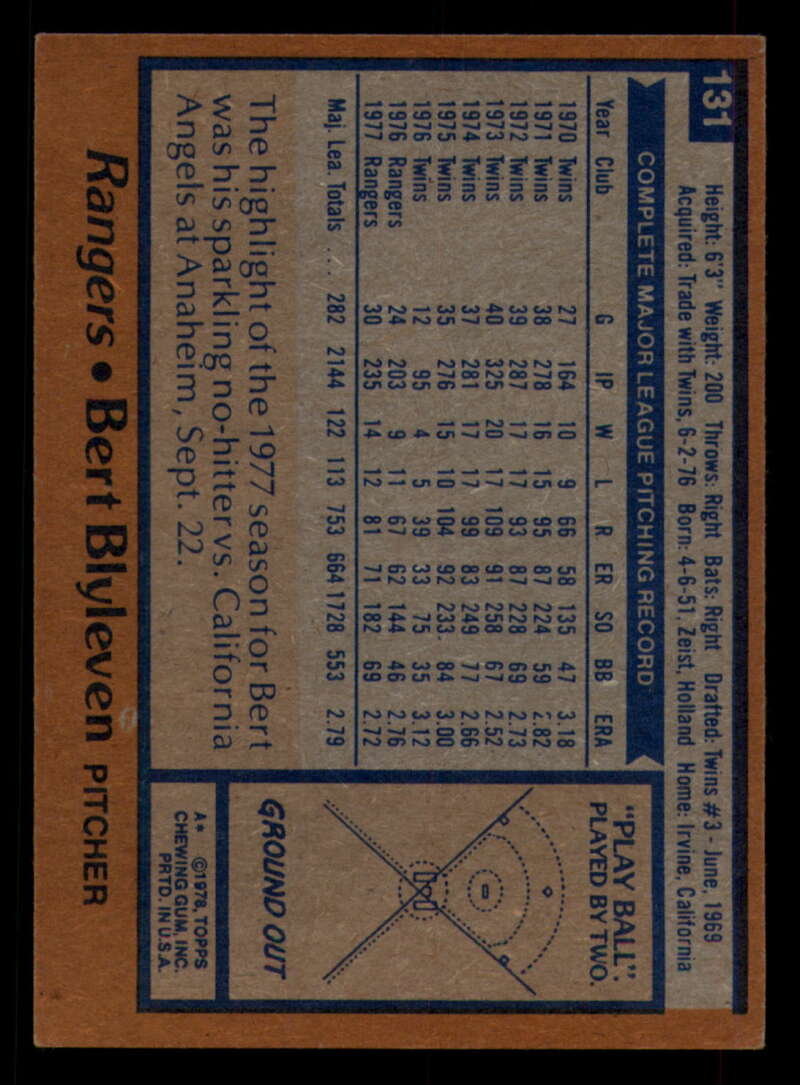 131
Height: 6'3" Weight: 200 Throws: Right Bats: Right Drafted: Twins #3 - June, 1969
Acquired: Trade with Twins, 6-2-76 Born: 4-6-51, Zeist, Holland Home: Irvine, California
COMPLETE MAJOR LEAGUE PITCHING RECORD
Year Club G IP W L R ER SO BB ERA
1970 Twins 27 164 10 9 66 58 135 47 3.18
1971 Twins 38 278 16 15 95 87 224 59 2.82
1972 Twins 39 287 17 17 93 87 228 69 2.73
1973 Twins 40 325 20 17 109 91 258 67 2.52
1974 Twins 37 281 17 17 99 83 249 77 2.66
1975 Twins 35 276 15 10 104 92 233 84 3.00
1976 Twins 12 95 4 5 39 33 75 35 3.12
1976 Rangers 24 203 9 11 67 62 144 46 2.76
1977 Rangers 30 235 14 12 81 71 182 69 2.72
Maj. Lea. Totals ... 282 2144 122 113 753 664 1728 553 2.79
The highlight of the 1977 season for Bert
was his sparkling no-hitter vs. California
Angels at Anaheim, Sept. 22.
"PLAY BALL"
PLAYED BY TWO.
GROUND OUT
A* ©1978, TOPPS
CHEWING GUM, INC.
PRTD. IN U.S.A.
Rangers • Bert Blyleven PITCHER